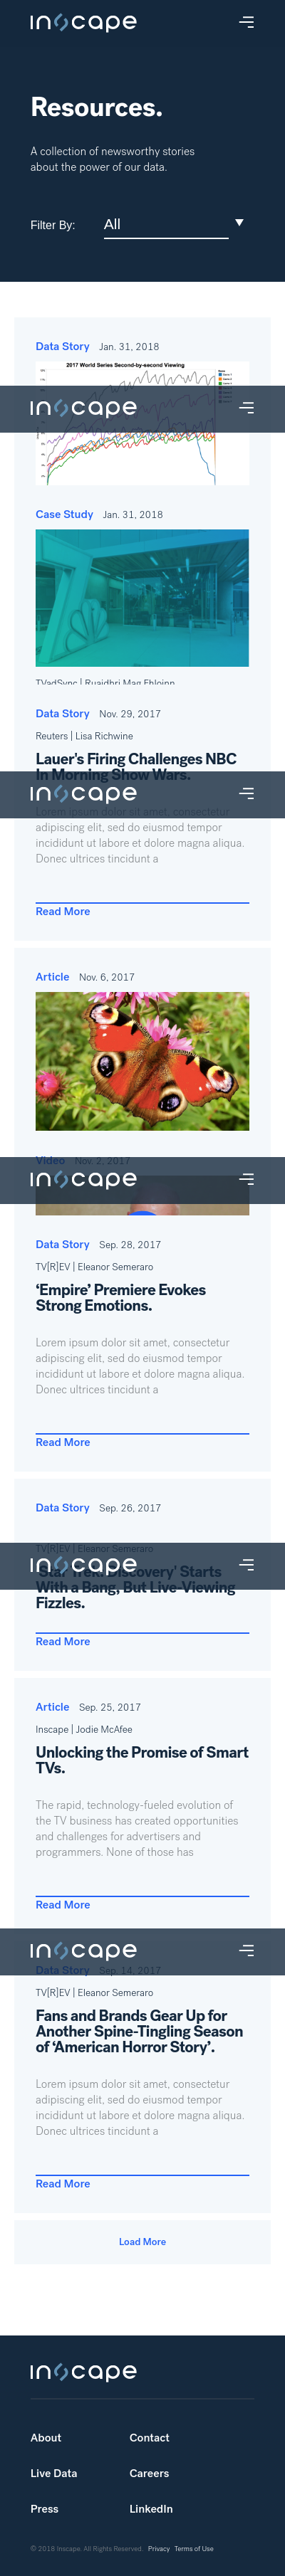 inscape
Resources.
A collection of newsworthy stories
about the power of our data.
Filter By: All
Data Story Jan. 31, 2018
2017 World Series Second-by-second Viewing
inscape
Case Study Jan. 31, 2018
Data Story Nov. 29, 2017
Reuters | Lisa Richwine
Lauer's Firing Challenges NBC
In Morning Show Wars.
inscape
Lorem ipsum dolor sit amet, consectetur
adipiscing elit, sed do eiusmod tempor
incididunt ut labore et dolore magna aliqua.
Donec ultrices tincidunt a
Read More
Article Nov. 6, 2017
Video Nov. 2, 2017
inscape
Data Story Sep. 28, 2017
TV[R]EV | Eleanor Semeraro
‘Empire’ Premiere Evokes
Strong Emotions.
Lorem ipsum dolor sit amet, consectetur
adipiscing elit, sed do eiusmod tempor
incididunt ut labore et dolore magna aliqua.
Donec ultrices tincidunt a
Read More
Data Story Sep. 26, 2017
TV[R]EV | Eleanor Semeraro
inscape
'Star Trek: Discovery' Starts
With a Bang, But Live-Viewing
Fizzles.
Read More
Article Sep. 25, 2017
Inscape | Jodie McAfee
Unlocking the Promise of Smart
TVs.
The rapid, technology-fueled evolution of
the TV business has created opportunities
and challenges for advertisers and
programmers. None of those has
Read More
inscape
Data Story Sep. 14, 2017
TV[R]EV | Eleanor Semeraro
Fans and Brands Gear Up for
Another Spine-Tingling Season
of ‘American Horror Story’.
Lorem ipsum dolor sit amet, consectetur
adipiscing elit, sed do eiusmod tempor
incididunt ut labore et dolore magna aliqua.
Donec ultrices tincidunt a
Read More
Load More
inscape
About Contact
Live Data Careers
Press LinkedIn
© 2018 Inscape. All Rights Reserved. Privacy Terms of Use